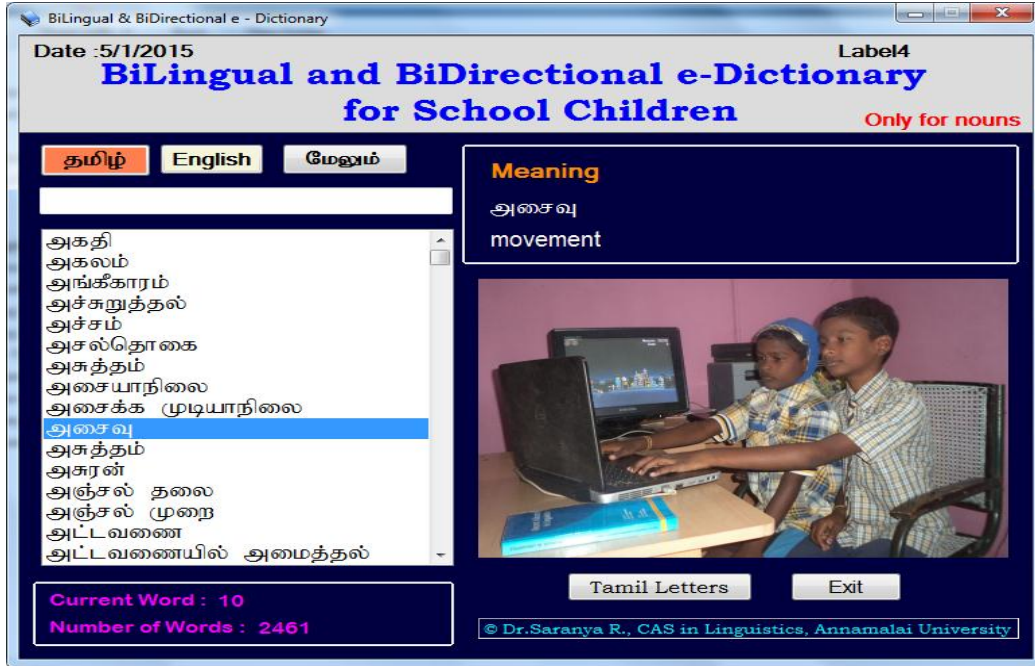 BiLingual & BiDirectional e - Dictionary
Date :5/1/2015
Label4
BiLingual and BiDirectional e-Dictionary
for School Children
Only for nouns
தமிழ்
English
மேலும்
Meaning
அசைவு
movement
அகதி
அகலம்
அங்கீகாரம்
அச்சுறுத்தல்
அச்சம்
அசல்தொகை
அசுத்தம்
அசையாநிலை
அசைக்க முடியாநிலை
அசைவு
அசுத்தம்
அசுரன்
அஞ்சல் தலை
அஞ்சல் முறை
அட்டவணை
அட்டவணையில் அமைத்தல்
Current Word : 10
Number of Words : 2461
Tamil Letters
Exit
© Dr.Saranya R., CAS in Linguistics, Annamalai University